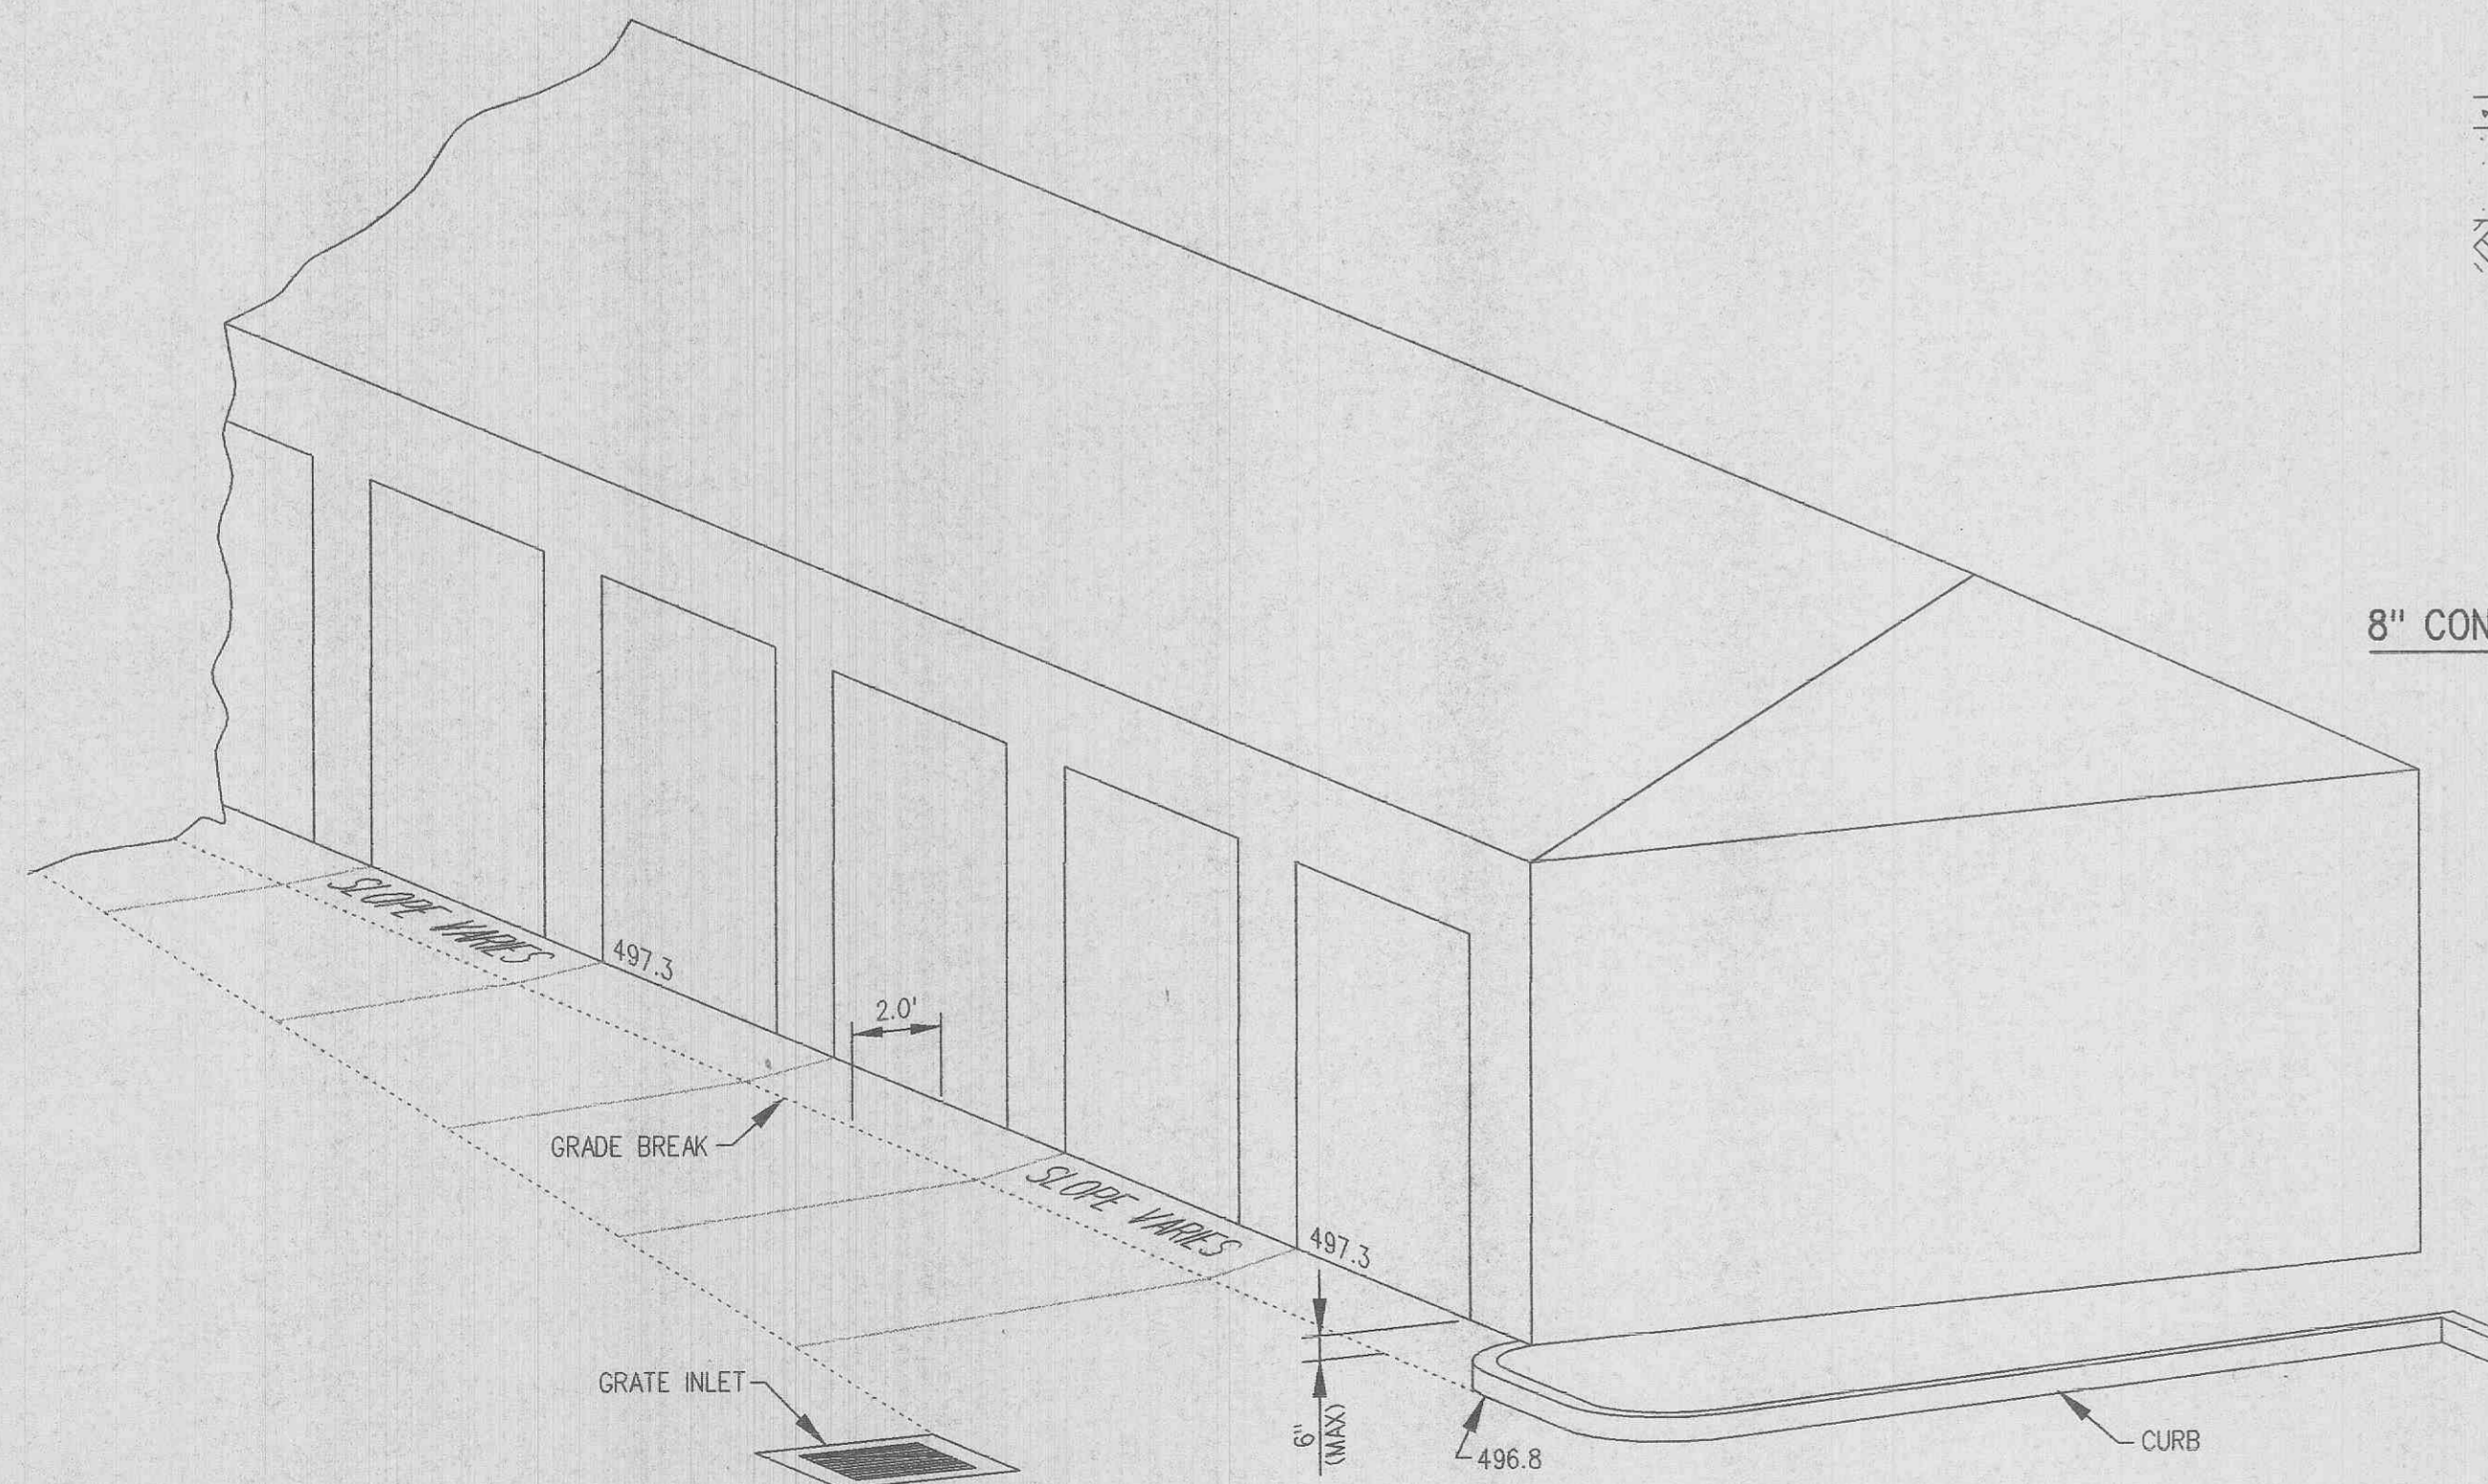 8" CON
SLOPE VARIES
497.3
2.0'
GRADE BREAK
SLOPE VARIES
497.3
GRATE INLET
6"
(MAX)
496.8
CURB